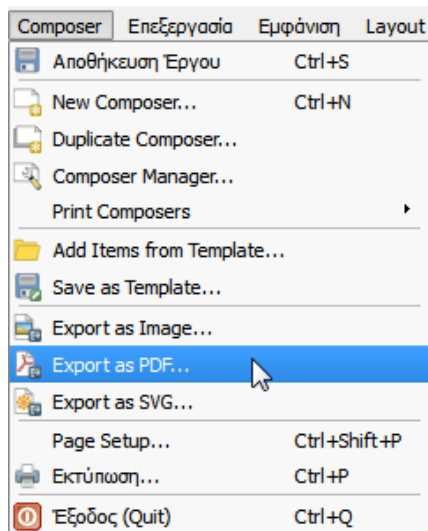 Composer Επεξεργασία Εμφάνιση Layout
Αποθήκευση Έργου Ctrl+S
New Composer... Ctrl+N
Duplicate Composer...
Composer Manager...
Print Composers
Add Items from Template...
Save as Template...
Export as Image...
Export as PDF...
Export as SVG...
Page Setup... Ctrl+Shift+P
Εκτύπωση... Ctrl+P
Έξοδος (Quit) Ctrl+Q